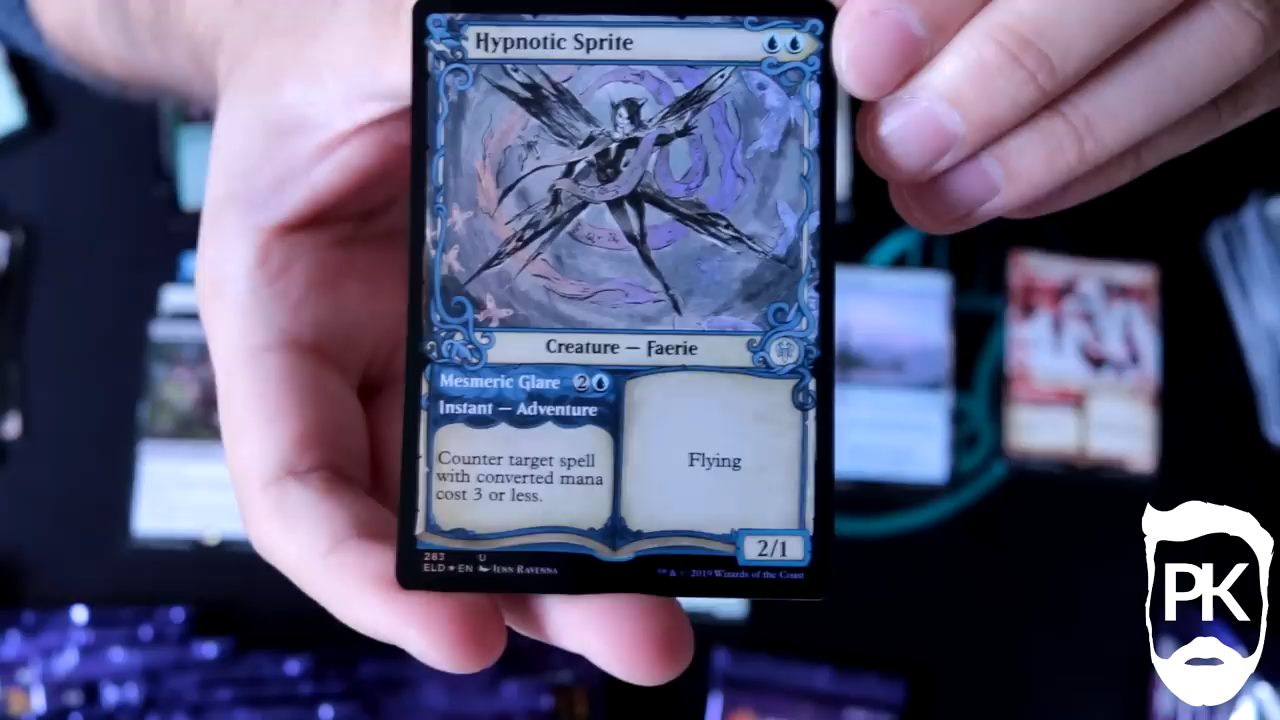 Hypnotic Sprite
Creature — Faerie
Mesmeric Glare 2
Instant — Adventure
Counter target spell
with converted mana
cost 3 or less.
Flying
2/1
283 U
ELD ★ EN Jenn Ravenna
™ & © 2019 Wizards of the Coast
PK